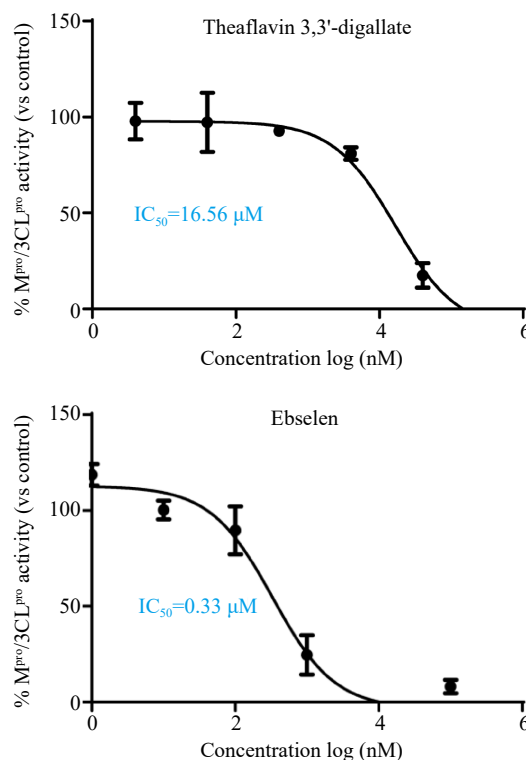 Theaflavin 3,3'-digallate
% Mᵖʳᵒ/3CLᵖʳᵒ activity (vs control)
150
100
50
0
IC₅₀=16.56 μM
0 2 4 6
Concentration log (nM)
Ebselen
% Mᵖʳᵒ/3CLᵖʳᵒ activity (vs control)
150
100
50
0
IC₅₀=0.33 μM
0 2 4 6
Concentration log (nM)